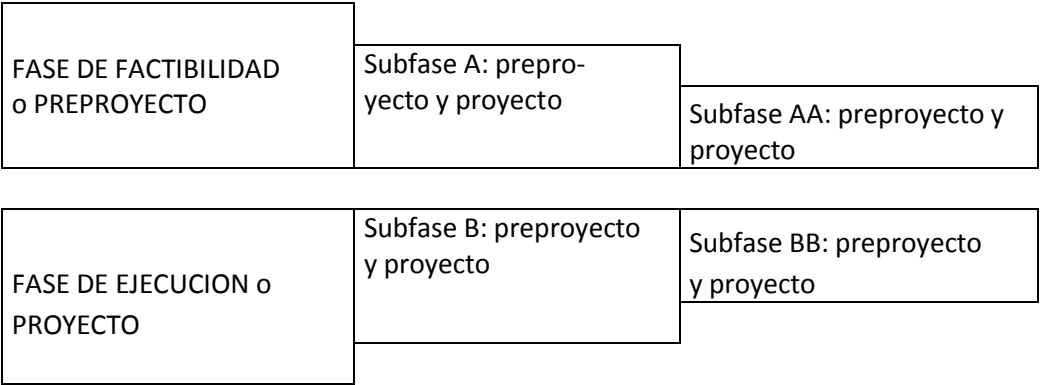 FASE DE FACTIBILIDAD
o PREPROYECTO
Subfase A: prepro-
yecto y proyecto
Subfase AA: preproyecto y
proyecto
FASE DE EJECUCION o
PROYECTO
Subfase B: preproyecto
y proyecto
Subfase BB: preproyecto
y proyecto